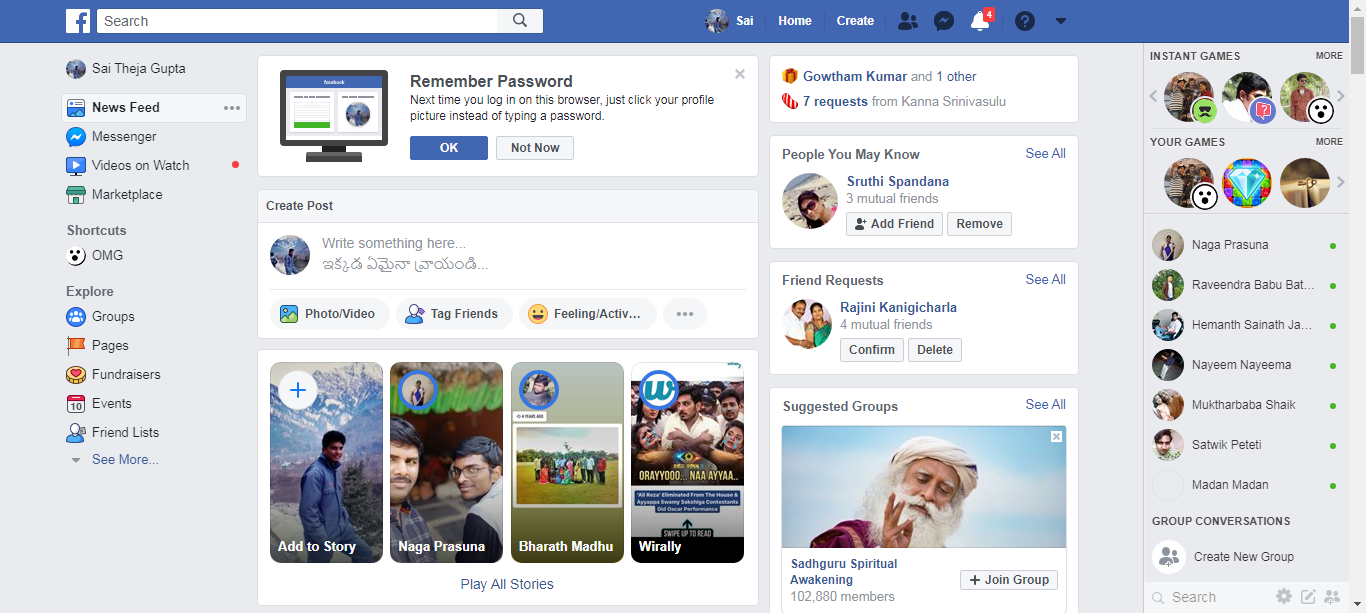 Search
Sai
Home
Create
4
Sai Theja Gupta
News Feed
Messenger
Videos on Watch
Marketplace
Shortcuts
OMG
Explore
Groups
Pages
Fundraisers
10
Events
Friend Lists
See More...
facebook
Remember Password
Next time you log in on this browser, just click your profile
picture instead of typing a password.
OK
Not Now
Create Post
Write something here...
ఇక్కడ ఏమైనా వ్రాయండి...
Photo/Video
Tag Friends
Feeling/Activ...
Add to Story
Naga Prasuna
4 YEARS AGO
Bharath Madhu
w
ORAYYOOO... NAA AYYAA..
'Ali Reza' Eliminated From The House &
Ayyappa Swamy Sakshiga Contestants
Did Oscar Performance
SWIPE UP TO READ
Wirally
Play All Stories
Gowtham Kumar and 1 other
7 requests from Kanna Srinivasulu
People You May Know
See All
Sruthi Spandana
3 mutual friends
Add Friend
Remove
Friend Requests
See All
Rajini Kanigicharla
4 mutual friends
Confirm
Delete
Suggested Groups
See All
Sadhguru Spiritual
Awakening
102,880 members
+ Join Group
INSTANT GAMES
MORE
YOUR GAMES
MORE
Naga Prasuna
Raveendra Babu Bat...
Hemanth Sainath Ja...
Nayeem Nayeema
Muktharbaba Shaik
Satwik Peteti
Madan Madan
GROUP CONVERSATIONS
Create New Group
Search